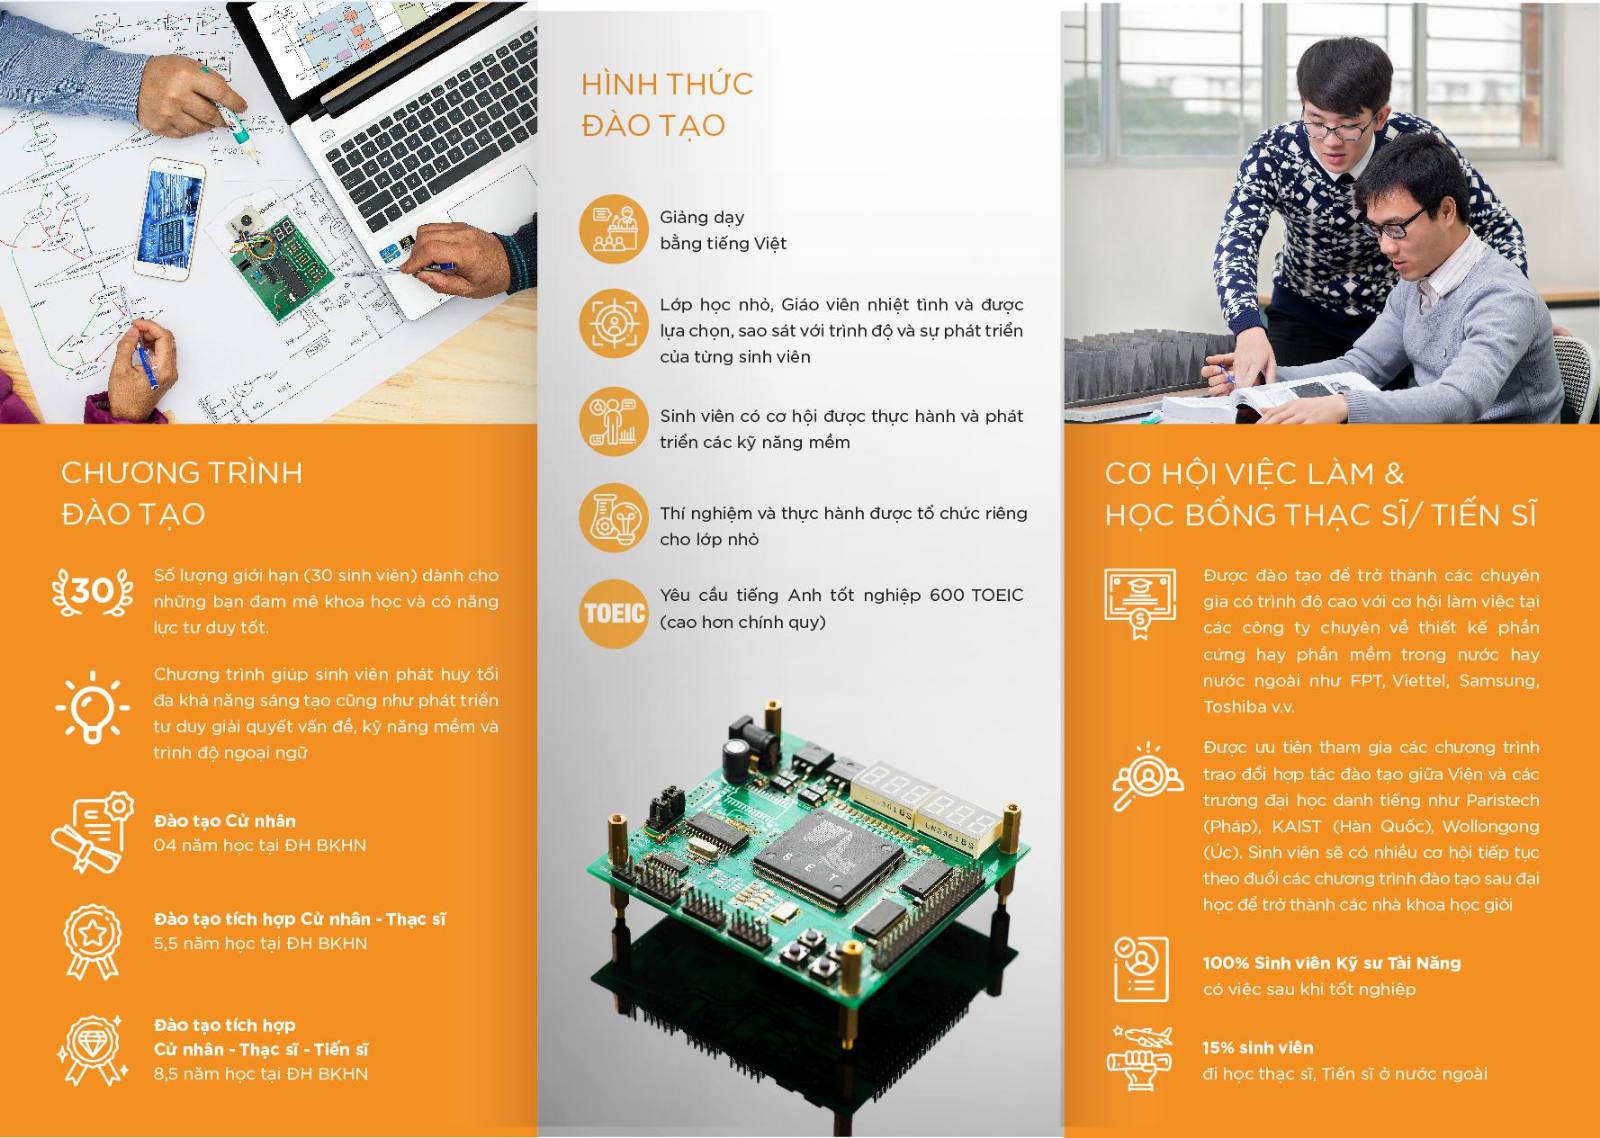 CHƯƠNG TRÌNH
ĐÀO TẠO
30
Số lượng giới hạn (30 sinh viên) dành cho
những bạn đam mê khoa học và có năng
lực tư duy tốt.
Chương trình giúp sinh viên phát huy tối
đa khả năng sáng tạo cũng như phát triển
tư duy giải quyết vấn đề, kỹ năng mềm và
trình độ ngoại ngữ
Đào tạo Cử nhân
04 năm học tại ĐH BKHN
Đào tạo tích hợp Cử nhân - Thạc sĩ
5,5 năm học tại ĐH BKHN
Đào tạo tích hợp
Cử nhân - Thạc sĩ - Tiến sĩ
8,5 năm học tại ĐH BKHN
HÌNH THỨC
ĐÀO TẠO
Giảng dạy
bằng tiếng Việt
Lớp học nhỏ, Giáo viên nhiệt tình và được
lựa chọn, sao sát với trình độ và sự phát triển
của từng sinh viên
Sinh viên có cơ hội được thực hành và phát
triển các kỹ năng mềm
Thí nghiệm và thực hành được tổ chức riêng
cho lớp nhỏ
TOEIC
Yêu cầu tiếng Anh tốt nghiệp 600 TOEIC
(cao hơn chính quy)
S E T
CƠ HỘI VIỆC LÀM &
HỌC BỔNG THẠC SĨ/ TIẾN SĨ
Được đào tạo để trở thành các chuyên
gia có trình độ cao với cơ hội làm việc tại
các công ty chuyên về thiết kế phần
cứng hay phần mềm trong nước hay
nước ngoài như FPT, Viettel, Samsung,
Toshiba v.v.
Được ưu tiên tham gia các chương trình
trao đổi hợp tác đào tạo giữa Viện và các
trường đại học danh tiếng như Paristech
(Pháp), KAIST (Hàn Quốc), Wollongong
(Úc). Sinh viên sẽ có nhiều cơ hội tiếp tục
theo đuổi các chương trình đào tạo sau đại
học để trở thành các nhà khoa học giỏi
100% Sinh viên Kỹ sư Tài Năng
có việc sau khi tốt nghiệp
15% sinh viên
đi học thạc sĩ, Tiến sĩ ở nước ngoài